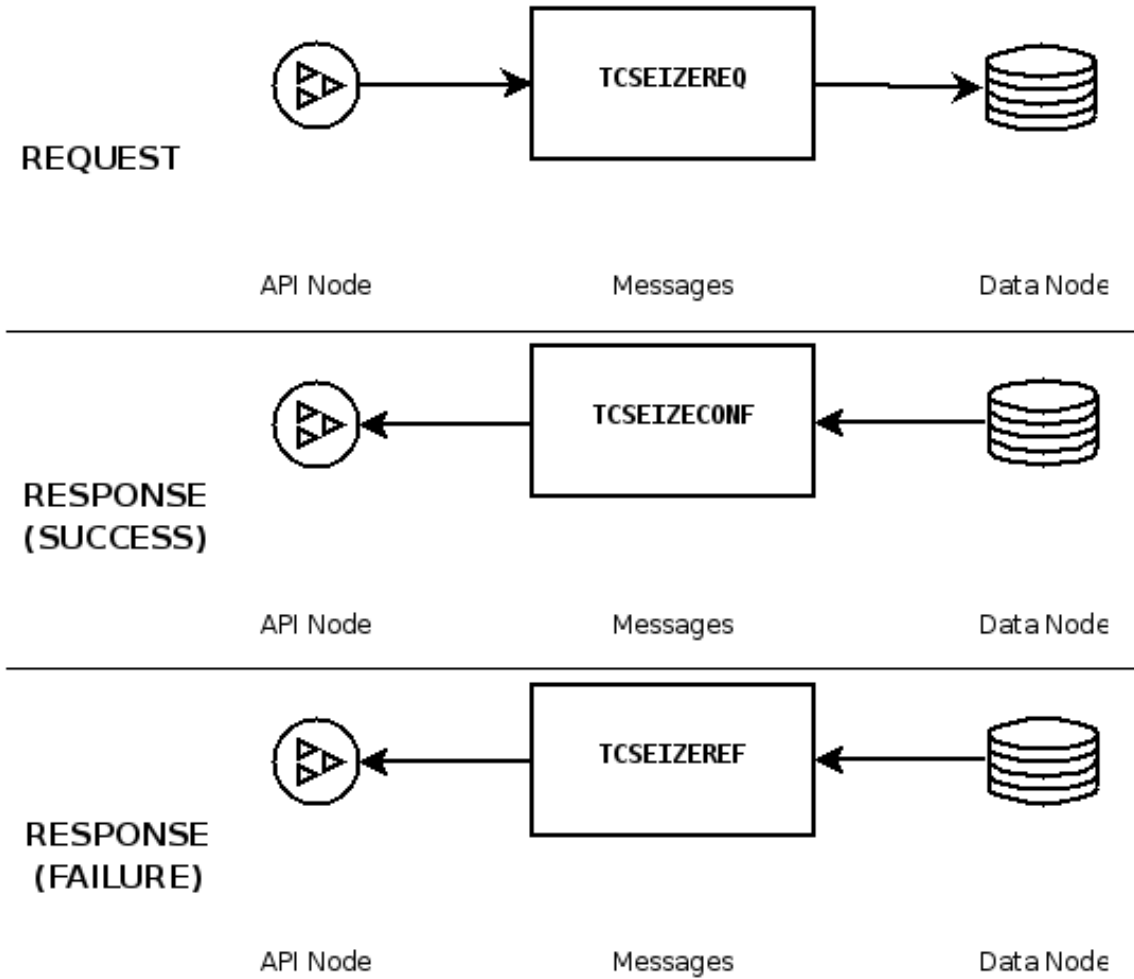 TCSEIZEREQ
REQUEST
API Node Messages Data Node
TCSEIZECONF
RESPONSE
(SUCCESS)
API Node Messages Data Node
TCSEIZEREF
RESPONSE
(FAILURE)
API Node Messages Data Node